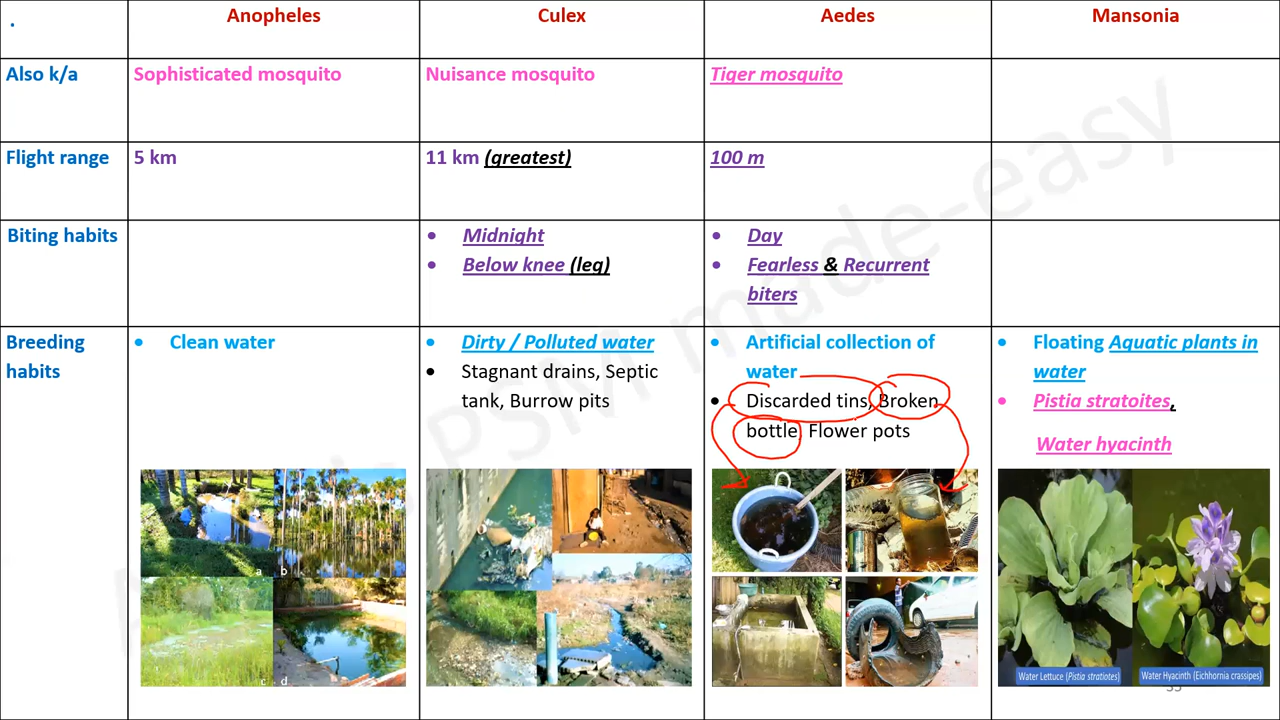 Anopheles Culex Aedes Mansonia
Also k/a Sophisticated mosquito Nuisance mosquito Tiger mosquito
Flight range 5 km 11 km (greatest) 100 m
Biting habits • Midnight • Day
• Below knee (leg) • Fearless & Recurrent
biters
Breeding • Clean water • Dirty / Polluted water • Artificial collection of • Floating Aquatic plants in
habits • Stagnant drains, Septic water water
tank, Burrow pits • Discarded tins, Broken • Pistia stratoites,
bottle, Flower pots Water hyacinth
a b
c d
Water Lettuce (Pistia stratiotes) Water Hyacinth (Eichhornia crassipes)
PSM made-easy